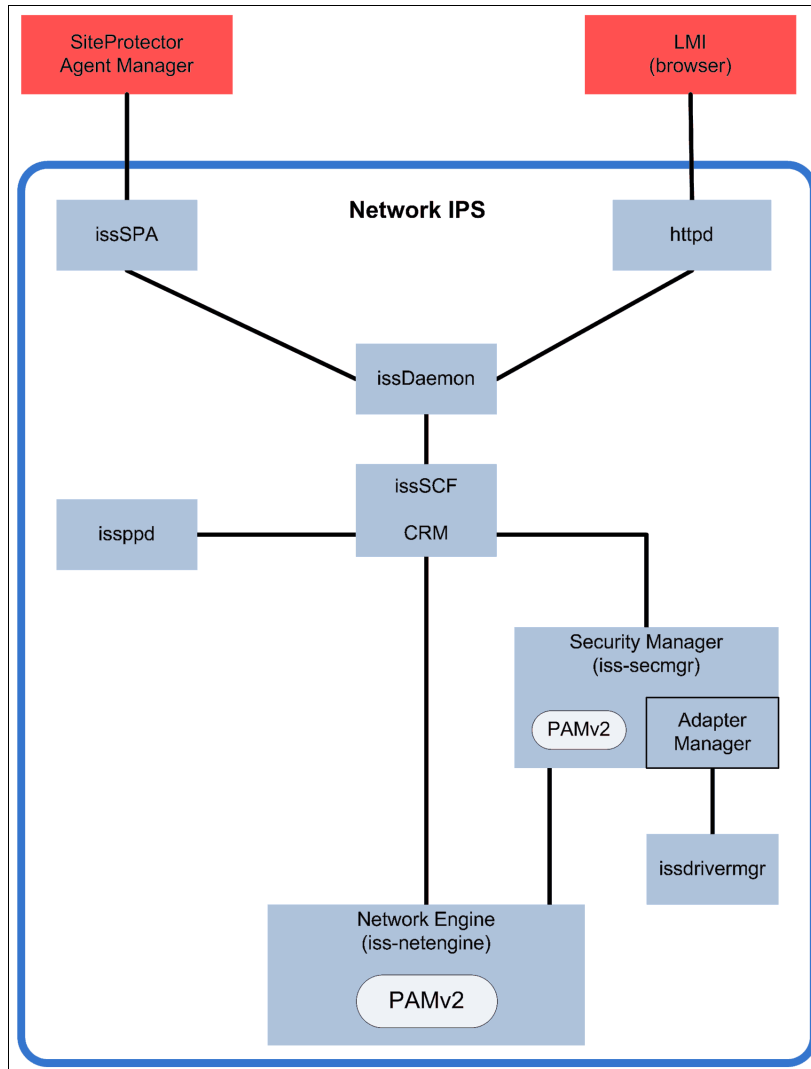 SiteProtector
Agent Manager
LMI
(browser)
Network IPS
issSPA
httpd
issDaemon
issSCF
CRM
issppd
Security Manager
(iss-secmgr)
PAMv2
Adapter
Manager
issdrivermgr
Network Engine
(iss-netengine)
PAMv2